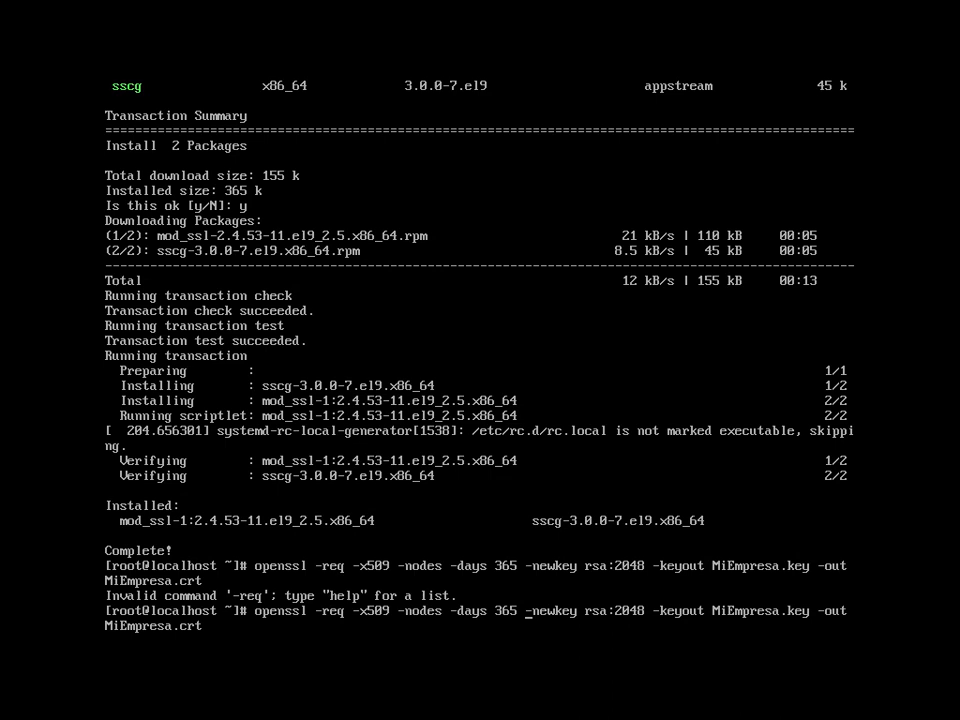 sscg x86_64 3.0.0-7.el9 appstream 45 k
Transaction Summary
====================================================================================================
Install  2 Packages
Total download size: 155 k
Installed size: 365 k
Is this ok [y/N]: y
Downloading Packages:
(1/2): mod_ssl-2.4.53-11.el9_2.5.x86_64.rpm 21 kB/s | 110 kB 00:05
(2/2): sscg-3.0.0-7.el9.x86_64.rpm 8.5 kB/s |  45 kB 00:05
----------------------------------------------------------------------------------------------------
Total 12 kB/s | 155 kB 00:13
Running transaction check
Transaction check succeeded.
Running transaction test
Transaction test succeeded.
Running transaction
Preparing : 1/1
Installing : sscg-3.0.0-7.el9.x86_64 1/2
Installing : mod_ssl-1:2.4.53-11.el9_2.5.x86_64 2/2
Running scriptlet: mod_ssl-1:2.4.53-11.el9_2.5.x86_64 2/2
[  204.656301] systemd-rc-local-generator[1538]: /etc/rc.d/rc.local is not marked executable, skippi
ng.
Verifying : mod_ssl-1:2.4.53-11.el9_2.5.x86_64 1/2
Verifying : sscg-3.0.0-7.el9.x86_64 2/2
Installed:
mod_ssl-1:2.4.53-11.el9_2.5.x86_64 sscg-3.0.0-7.el9.x86_64
Complete!
[root@localhost ~]# openssl -req -x509 -nodes -days 365 -newkey rsa:2048 -keyout MiEmpresa.key -out
MiEmpresa.crt
Invalid command '-req'; type "help" for a list.
[root@localhost ~]# openssl -req -x509 -nodes -days 365 -newkey rsa:2048 -keyout MiEmpresa.key -out
MiEmpresa.crt